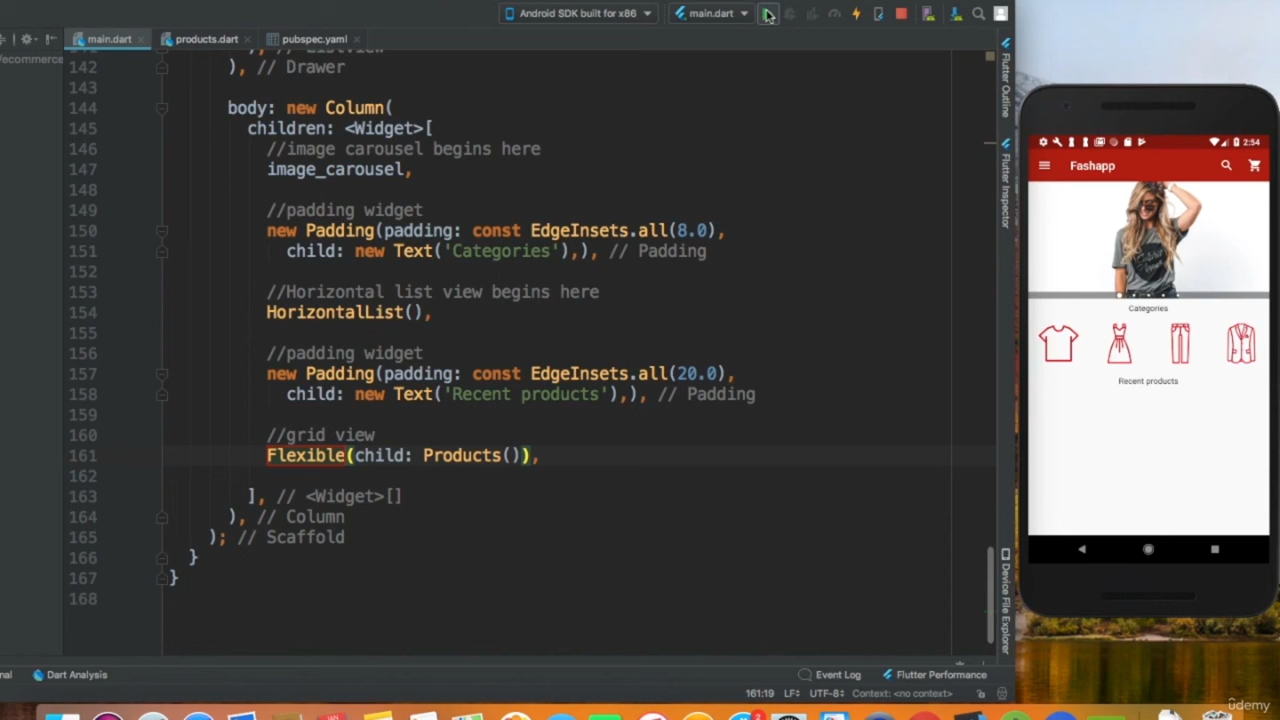 Android SDK built for x86
main.dart
main.dart
products.dart
pubspec.yaml
ecommerce
142 ), // Drawer
143
144 body: new Column(
145 children: <Widget>[
146 //image carousel begins here
147 image_carousel,
148
149 //padding widget
150 new Padding(padding: const EdgeInsets.all(8.0),
151 child: new Text('Categories'),), // Padding
152
153 //Horizontal list view begins here
154 HorizontalList(),
155
156 //padding widget
157 new Padding(padding: const EdgeInsets.all(20.0),
158 child: new Text('Recent products'),), // Padding
159
160 //grid view
161 Flexible(child: Products()),
162
163 ], // <Widget>[]
164 ), // Column
165 ); // Scaffold
166 }
167 }
168
Flutter Outline
Flutter Inspector
Device File Explorer
2:54
Fashapp
Categories
Recent products
nal
Dart Analysis
Event Log
Flutter Performance
161:19 LF UTF-8 Context: <no context>
ûdemy